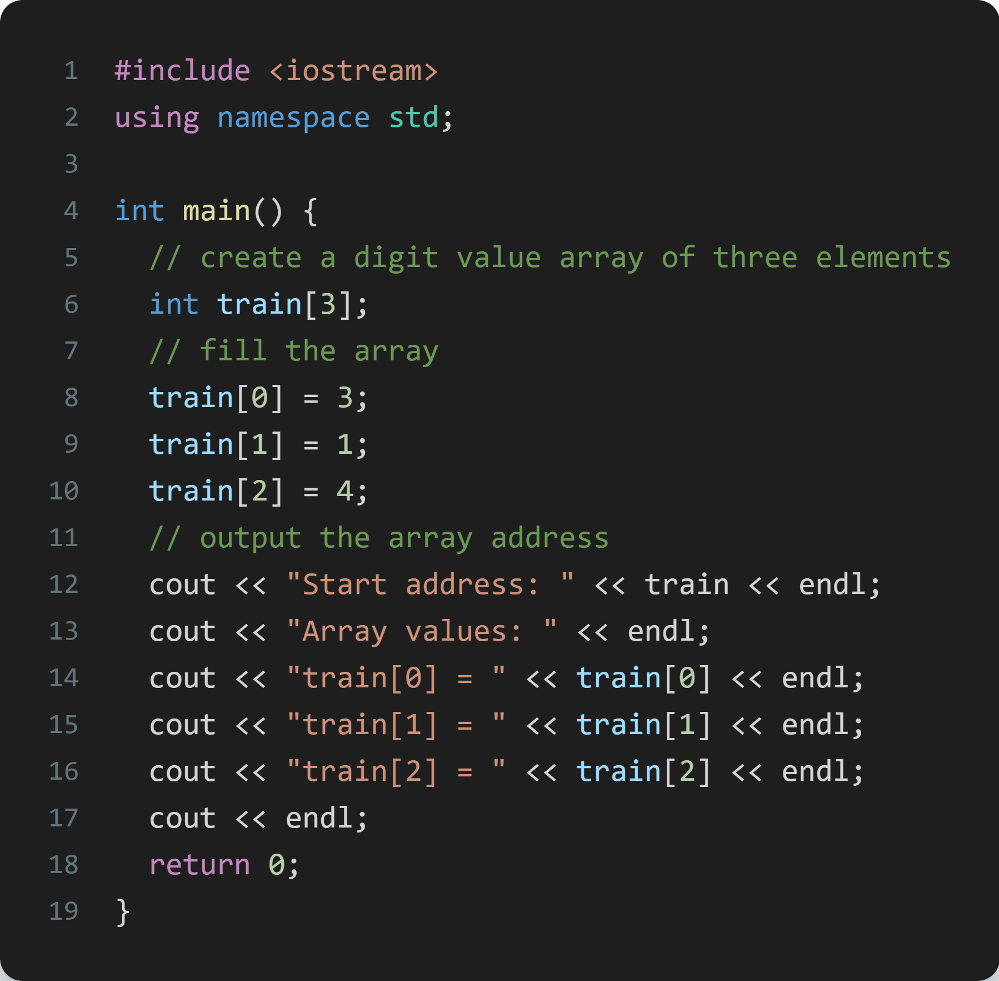 1 #include <iostream>
2 using namespace std;
3
4 int main() {
5   // create a digit value array of three elements
6   int train[3];
7   // fill the array
8   train[0] = 3;
9   train[1] = 1;
10   train[2] = 4;
11   // output the array address
12   cout << "Start address: " << train << endl;
13   cout << "Array values: " << endl;
14   cout << "train[0] = " << train[0] << endl;
15   cout << "train[1] = " << train[1] << endl;
16   cout << "train[2] = " << train[2] << endl;
17   cout << endl;
18   return 0;
19 }